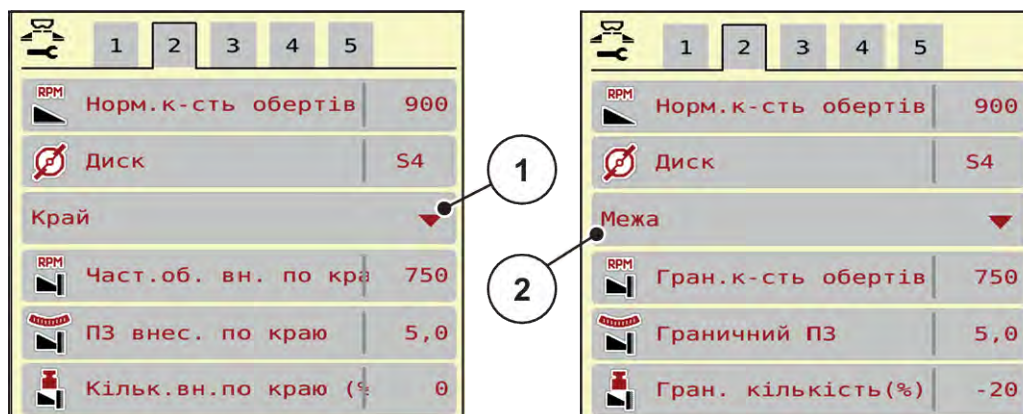 1 2 3 4 5
RPM Норм.к-сть обертів 900
Диск S4
Край
RPM Част.об. вн. по кра 750
ПЗ внес. по краю 5,0
Кільк.вн.по краю (% 0
1
2
1 2 3 4 5
RPM Норм.к-сть обертів 900
Диск S4
Межа
RPM Гран.к-сть обертів 750
Граничний ПЗ 5,0
Гран. кількість(%) -20